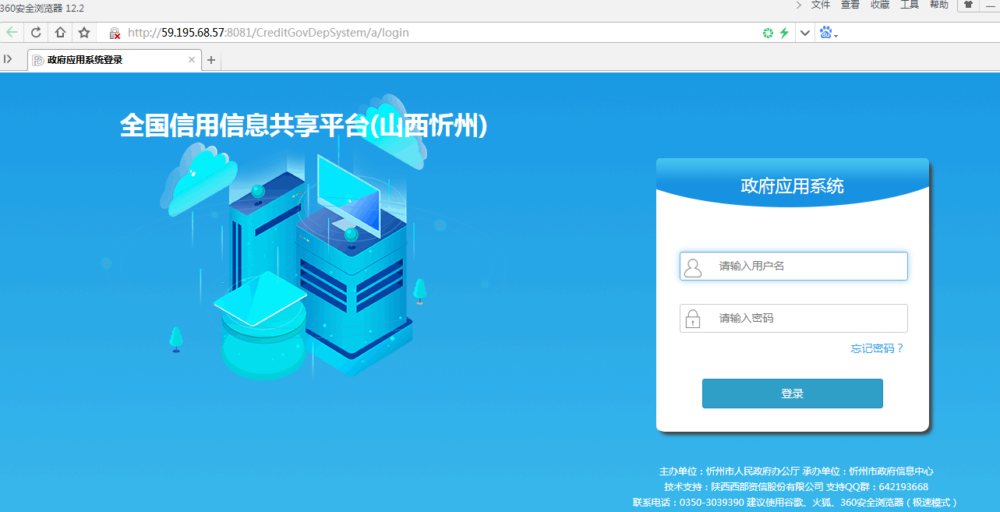 360安全浏览器 12.2
文件 查看 收藏 工具 帮助
http://59.195.68.57:8081/CreditGovDepSystem/a/login
政府应用系统登录
全国信用信息共享平台(山西忻州)
政府应用系统
请输入用户名
请输入密码
忘记密码？
登录
主办单位：忻州市人民政府办公厅 承办单位：忻州市政府信息中心
技术支持：陕西西部资信股份有限公司 支持QQ群：642193668
联系电话：0350-3039390 建议使用谷歌、火狐、360安全浏览器（极速模式）